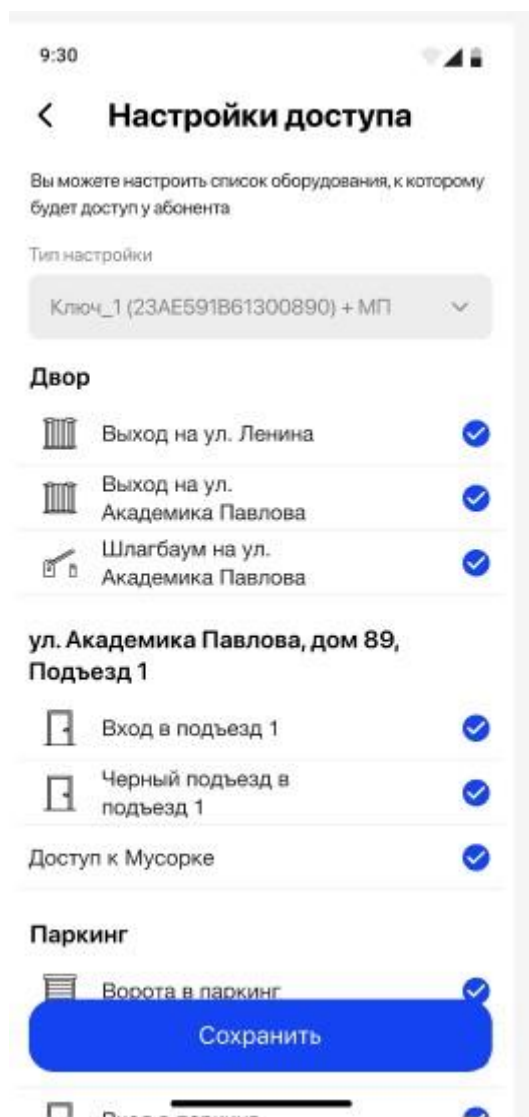 9:30
Настройки доступа
Вы можете настроить список оборудования, к которому
будет доступ у абонента
Тип настройки
Ключ_1 (23AE591B61300890) + МП
Двор
Выход на ул. Ленина
Выход на ул.
Академика Павлова
Шлагбаум на ул.
Академика Павлова
ул. Академика Павлова, дом 89,
Подъезд 1
Вход в подъезд 1
Черный подъезд в
подъезд 1
Доступ к Мусорке
Паркинг
Ворота в паркинг
Сохранить